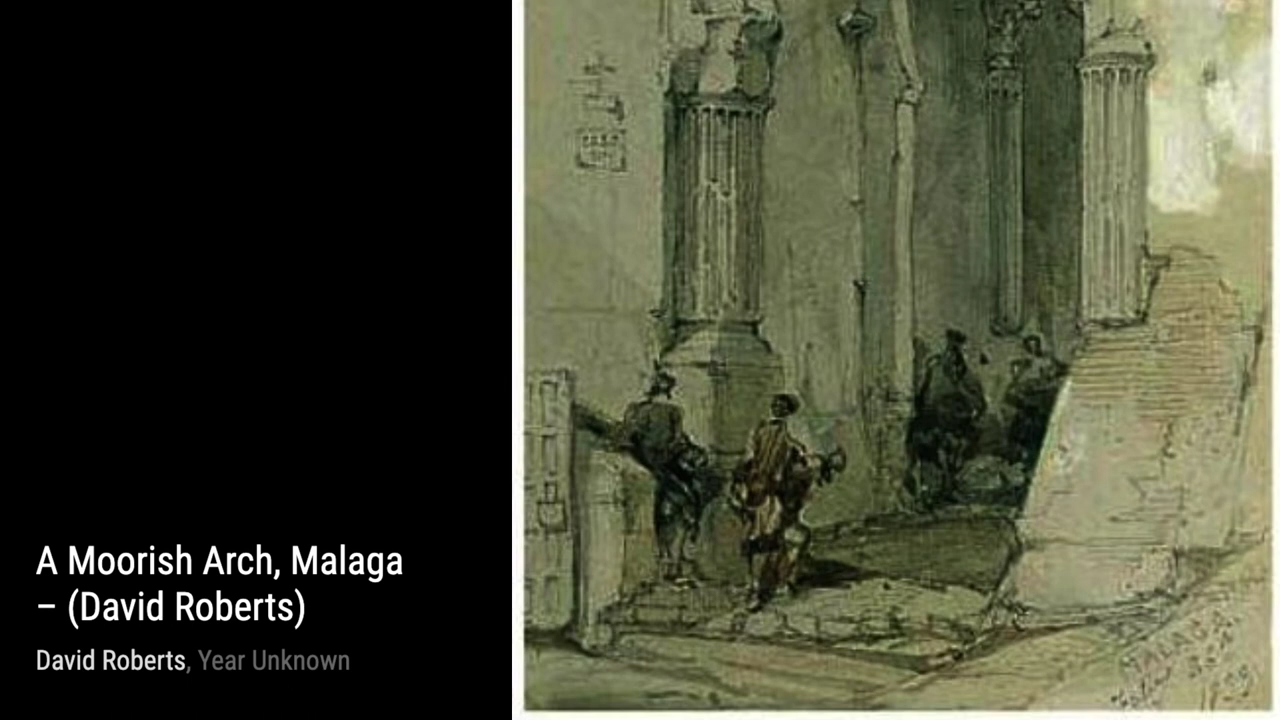 A Moorish Arch, Malaga
– (David Roberts)
David Roberts, Year Unknown
MALAGA